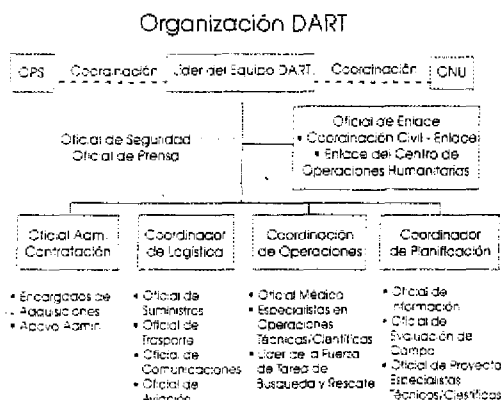 Organización DART
OPS Coordinación Líder del Equipo DART Coordinación ONU
Oficial de Seguridad
Oficial de Prensa
Oficial de Enlace
• Coordinación Civil - Enlace
• Enlace del Centro de
Operaciones Humanitarias
Oficial Adm.
Contratación
• Encargados de
Adquisiciones
• Apoyo Admin.
Coordinador
de Logística
• Oficial de
Suministros
• Oficial de
Trasporte
• Oficial de
Comunicaciones
• Oficial de
Aviación
Coordinación
de Operaciones
• Oficial Médico
• Especialistas en
Operaciones
Técnicas/Científicas
• Líder de la Fuerza
de Tarea de
Búsqueda y Rescate
Coordinador
de Planificación
• Oficial de
Información
• Oficial de
Evaluación de
Campo
• Oficial de Proyecto
Especialistas
Técnicos/Científicas